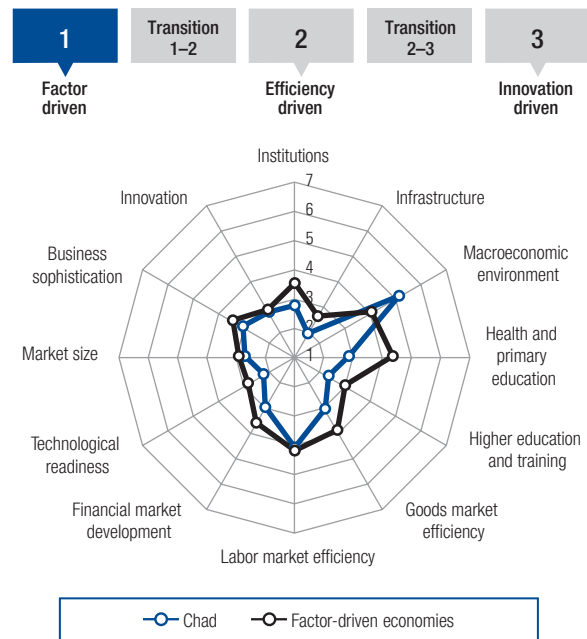 1
Transition
1–2
2
Transition
2–3
3
Factor
driven
Efficiency
driven
Innovation
driven
Institutions
7
Innovation
Infrastructure
6
5
Business
sophistication
Macroeconomic
environment
4
3
2
Market size
1
Health and
primary
education
Technological
readiness
Higher education
and training
Financial market
development
Goods market
efficiency
Labor market efficiency
Chad
Factor-driven economies